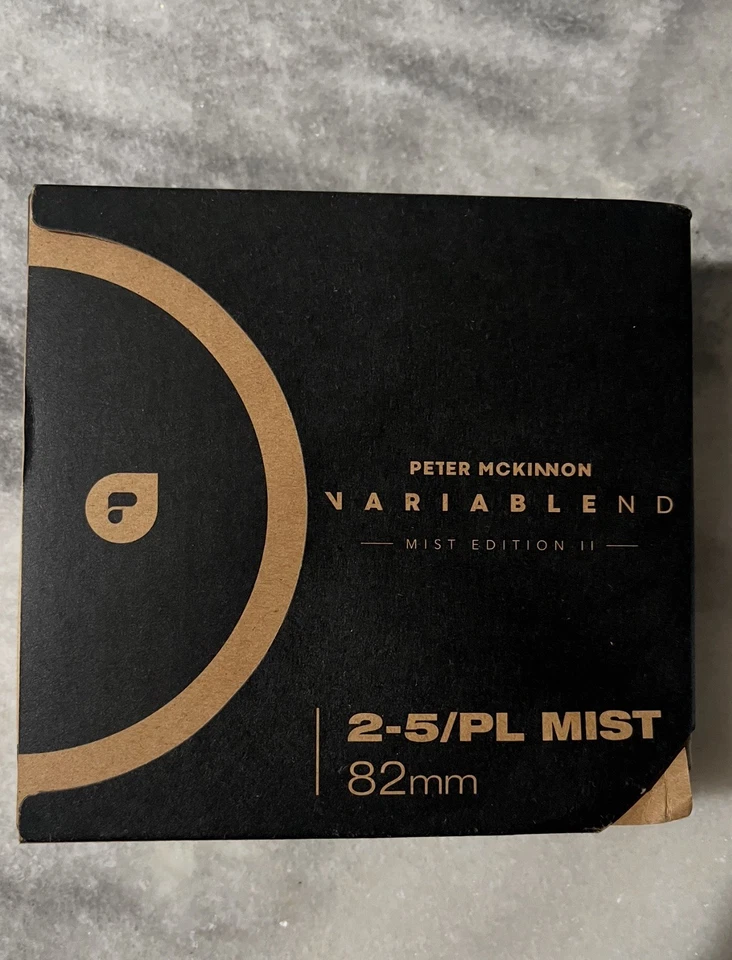 PETER MCKINNON
VARIABLEND
MIST EDITION II
2-5/PL MIST
82mm